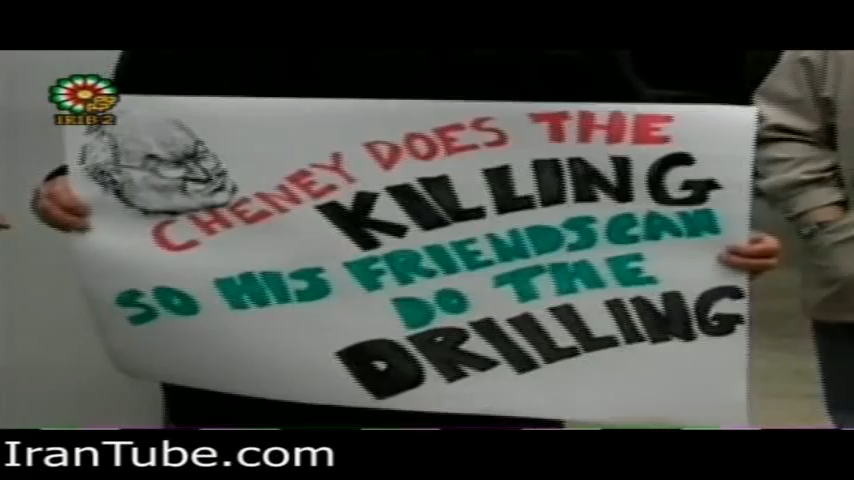 IRIB-2
CHENEY DOES THE
KILLING
SO HIS FRIENDS CAN
DO THE
DRILLING
IranTube.com